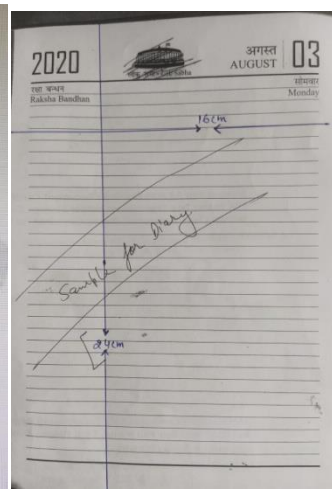 2020
अगस्त
AUGUST
03
रक्षा बन्धन
Raksha Bandhan
सोमवार
Monday
16cm
Sample for Diary.
24cm